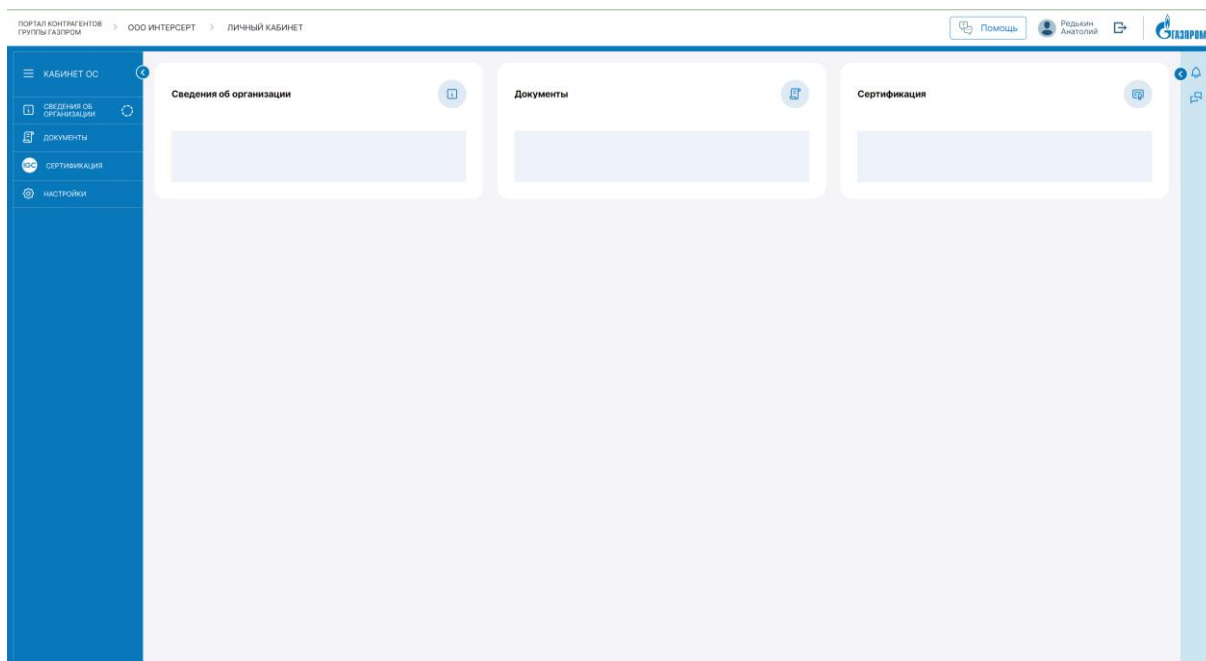 ПОРТАЛ КОНТРАГЕНТОВ
ГРУППЫ ГАЗПРОМ
> ООО ИНТЕРСЕРТ > ЛИЧНЫЙ КАБИНЕТ
Помощь
Редькин
Анатолий
ГАЗПРОМ
КАБИНЕТ ОС
СВЕДЕНИЯ ОБ
ОРГАНИЗАЦИИ
ДОКУМЕНТЫ
IGC СЕРТИФИКАЦИЯ
НАСТРОЙКИ
Сведения об организации
Документы
Сертификация